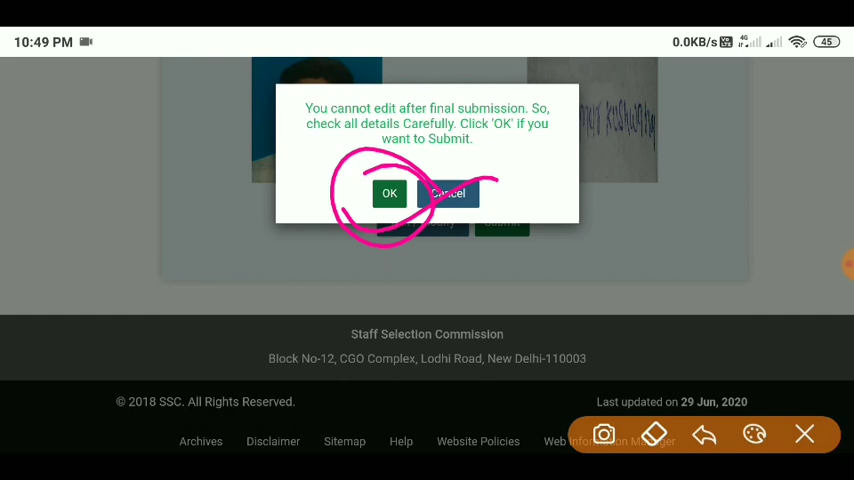 10:49 PM
0.0KB/s
4G
45
You cannot edit after final submission. So,
check all details Carefully. Click 'OK' if you
want to Submit.
OK
Cancel
Submit
Staff Selection Commission
Block No-12, CGO Complex, Lodhi Road, New Delhi-110003
© 2018 SSC. All Rights Reserved.
Last updated on 29 Jun, 2020
Archives
Disclaimer
Sitemap
Help
Website Policies
Web Information Manager